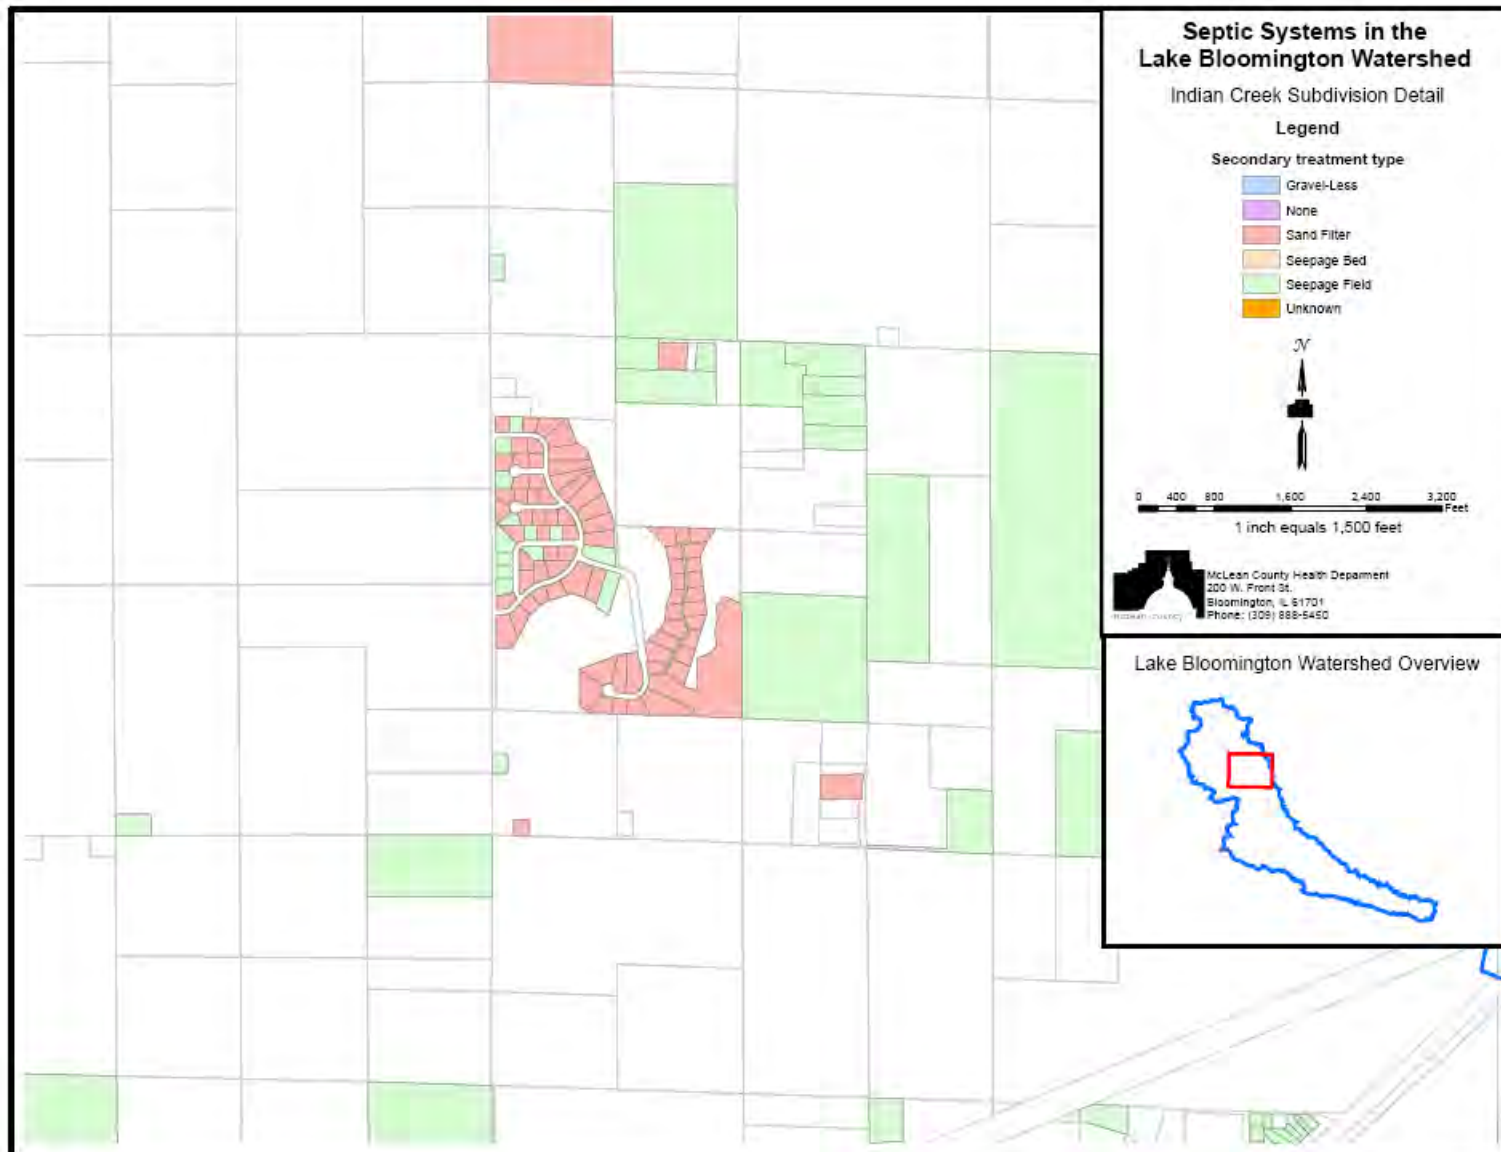 Septic Systems in the
Lake Bloomington Watershed
Indian Creek Subdivision Detail
Legend
Secondary treatment type
Gravel-Less
None
Sand Filter
Seepage Bed
Seepage Field
Unknown
N
0 400 800 1,600 2,400 3,200
Feet
1 inch equals 1,500 feet
McLean County Health Deparment
200 W. Front St.
Bloomington, IL 61701
Phone: (309) 888-5450
McLEAN COUNTY
Lake Bloomington Watershed Overview